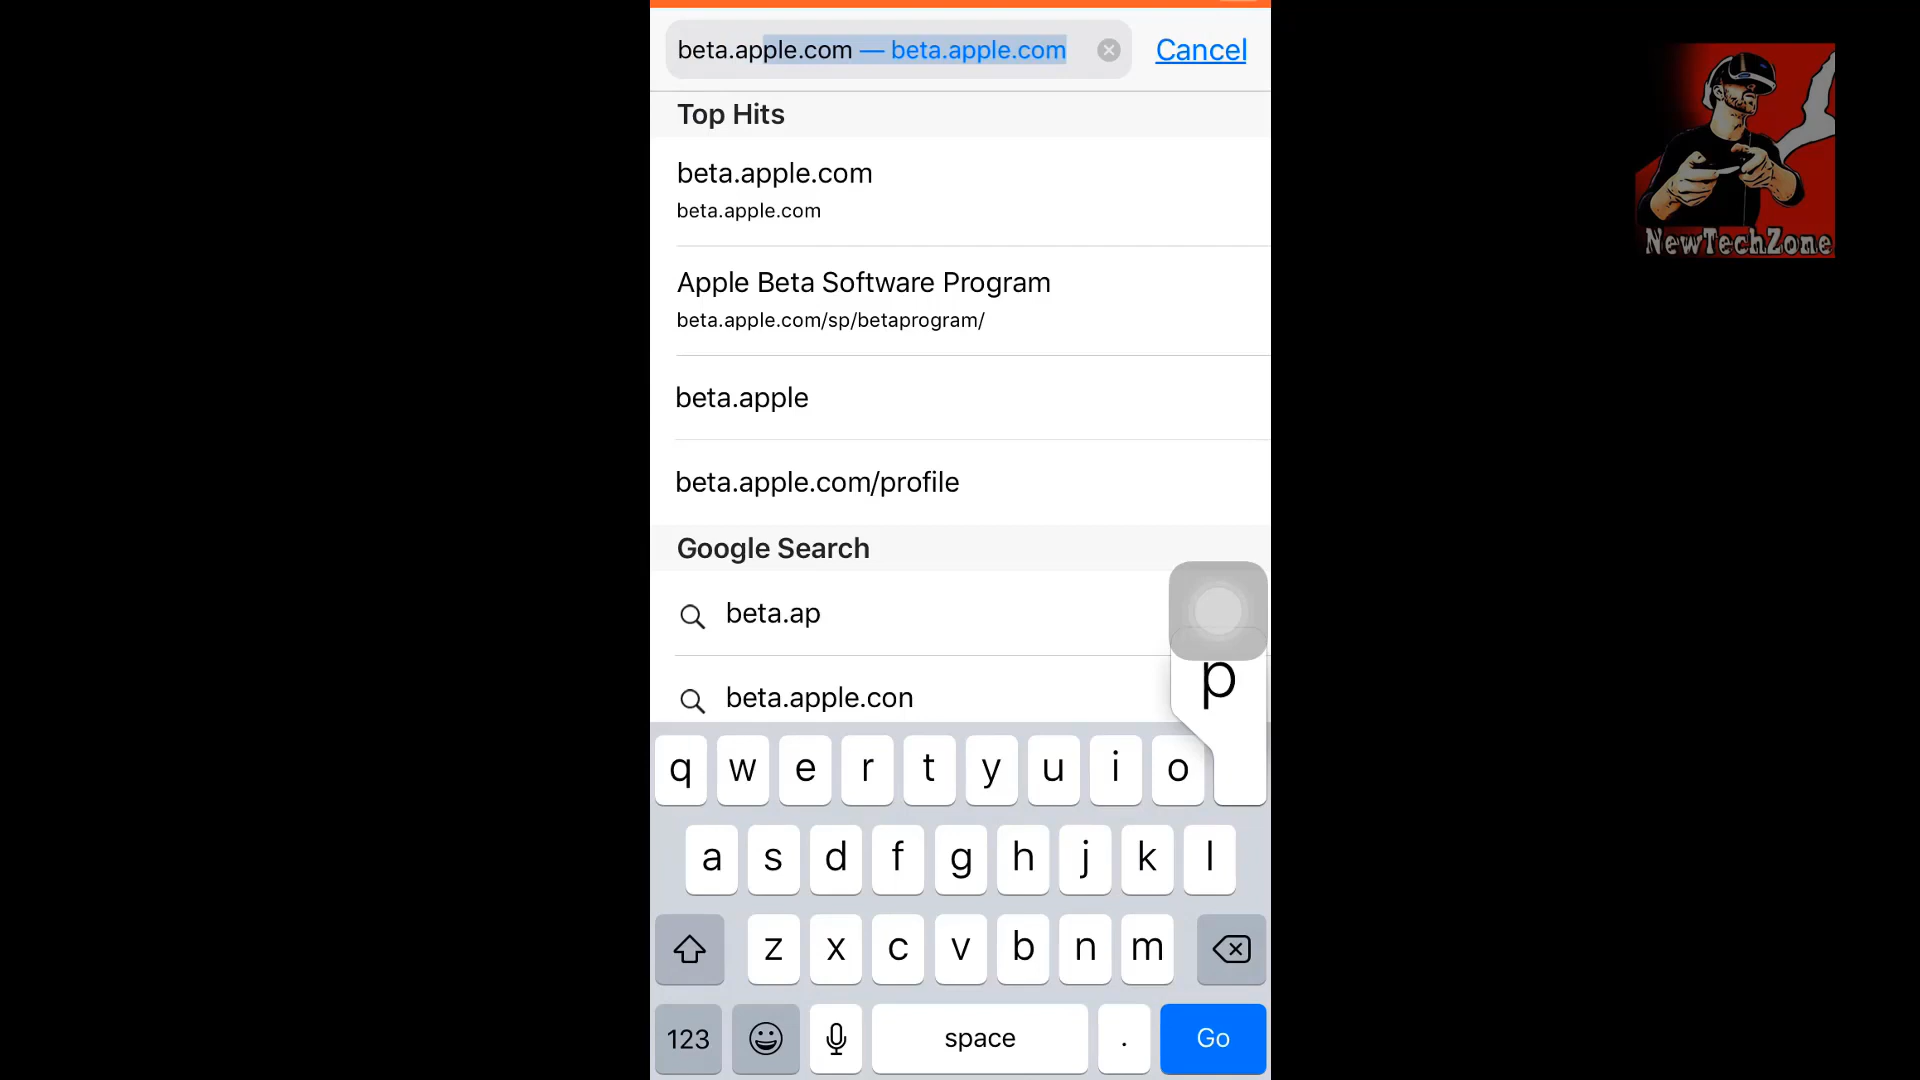 beta.apple.com — beta.apple.com
Cancel
NewTechZone
Top Hits
beta.apple.com
beta.apple.com
Apple Beta Software Program
beta.apple.com/sp/betaprogram/
beta.apple
beta.apple.com/profile
Google Search
beta.ap
beta.apple.con
p
q w e r t y u i o
a s d f g h j k l
z x c v b n m
123 space . Go